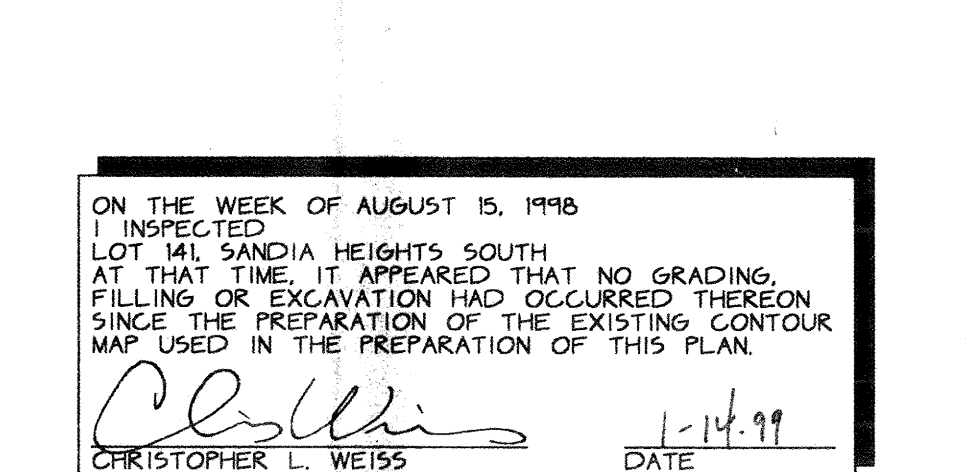 ON THE WEEK OF AUGUST 15, 1998
I INSPECTED
LOT 141, SANDIA HEIGHTS SOUTH
AT THAT TIME, IT APPEARED THAT NO GRADING,
FILLING OR EXCAVATION HAD OCCURRED THEREON
SINCE THE PREPARATION OF THE EXISTING CONTOUR
MAP USED IN THE PREPARATION OF THIS PLAN.
Chris Weiss 1-14-99
CHRISTOPHER L. WEISS DATE